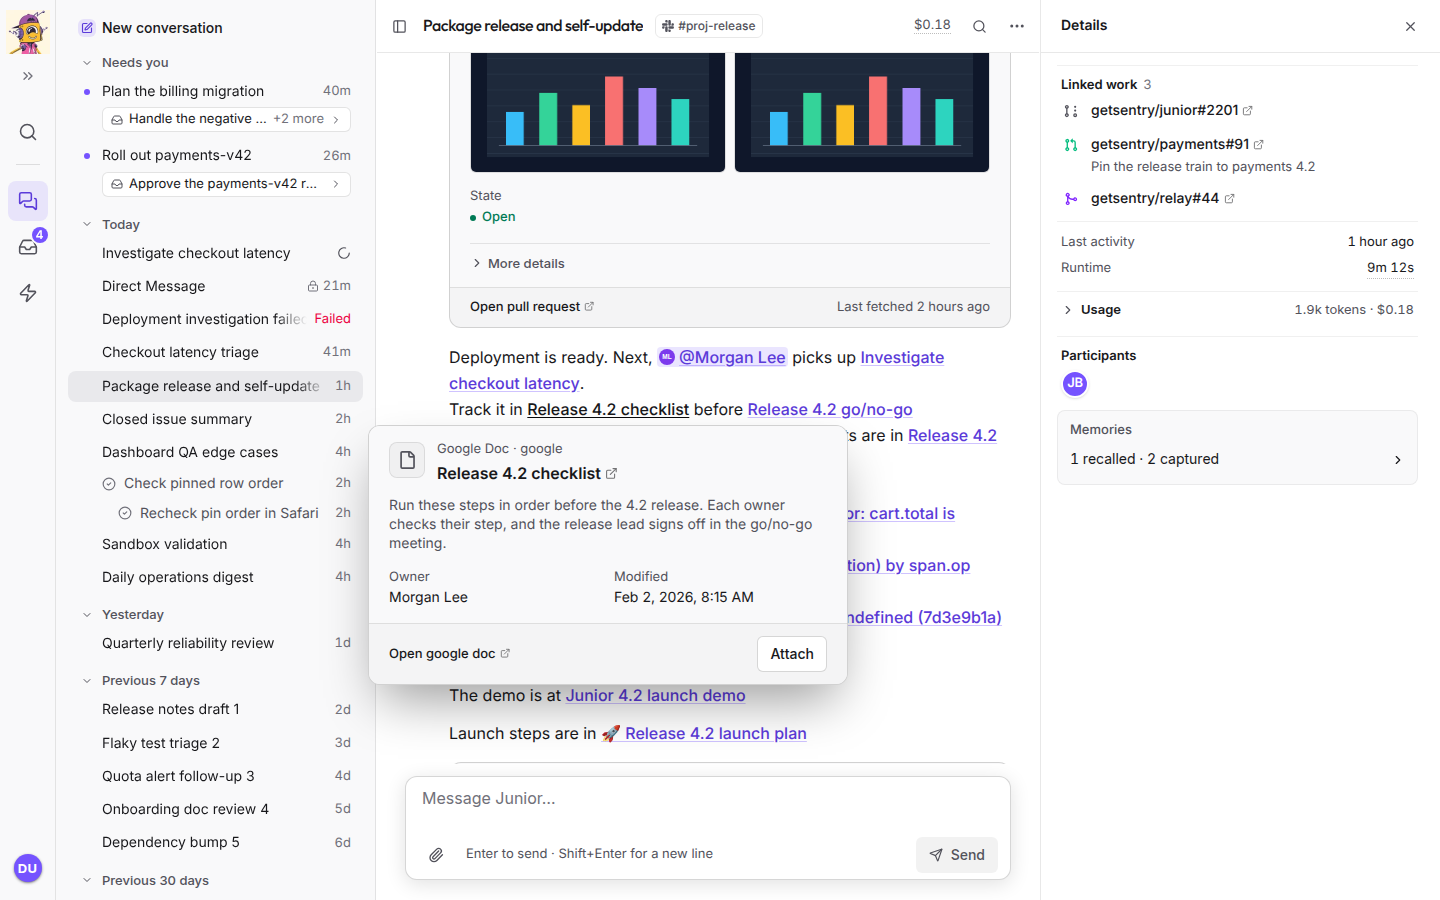 New conversation
Needs you
Plan the billing migration 40m
Handle the negative ... +2 more
Roll out payments-v42 26m
Approve the payments-v42 r...
Today
Investigate checkout latency
Direct Message 21m
Deployment investigation failed Failed
Checkout latency triage 41m
Package release and self-update 1h
Closed issue summary 2h
Dashboard QA edge cases 4h
Check pinned row order 2h
Recheck pin order in Safari 2h
Sandbox validation 4h
Daily operations digest 4h
Yesterday
Quarterly reliability review 1d
Previous 7 days
Release notes draft 1 2d
Flaky test triage 2 3d
Quota alert follow-up 3 4d
Onboarding doc review 4 5d
Dependency bump 5 6d
Previous 30 days
4
DU
Package release and self-update #proj-release $0.18
State
Open
More details
Open pull request Last fetched 2 hours ago
Deployment is ready. Next, ML @Morgan Lee picks up Investigate
checkout latency.
Track it in Release 4.2 checklist before Release 4.2 go/no-go
s are in Release 4.2
or: cart.total is
tion) by span.op
ndefined (7d3e9b1a)
Google Doc · google
Release 4.2 checklist
Run these steps in order before the 4.2 release. Each owner
checks their step, and the release lead signs off in the go/no-go
meeting.
Owner Modified
Morgan Lee Feb 2, 2026, 8:15 AM
Open google doc Attach
The demo is at Junior 4.2 launch demo
Launch steps are in 🚀 Release 4.2 launch plan
Message Junior...
Enter to send · Shift+Enter for a new line Send
Details
Linked work 3
getsentry/junior#2201
getsentry/payments#91
Pin the release train to payments 4.2
getsentry/relay#44
Last activity 1 hour ago
Runtime 9m 12s
Usage 1.9k tokens · $0.18
Participants
JB
Memories
1 recalled · 2 captured